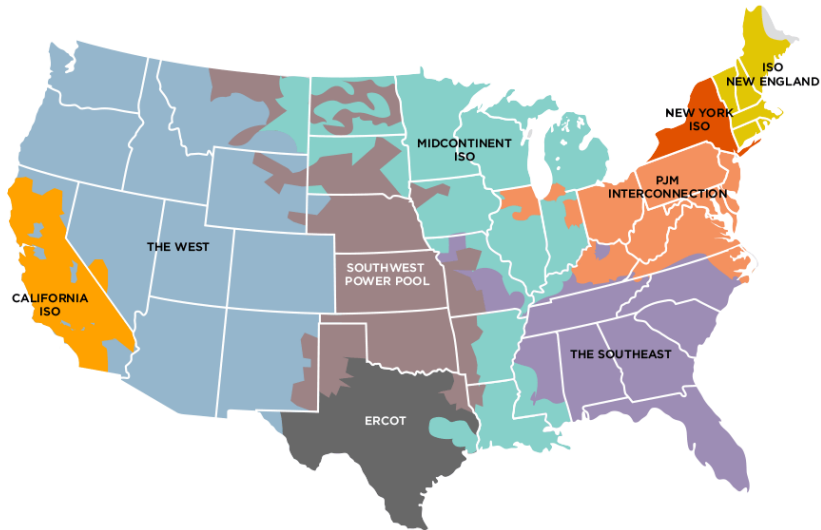 ISO
NEW ENGLAND
NEW YORK
ISO
MIDCONTINENT
ISO
PJM
INTERCONNECTION
THE WEST
SOUTHWEST
POWER POOL
CALIFORNIA
ISO
THE SOUTHEAST
ERCOT